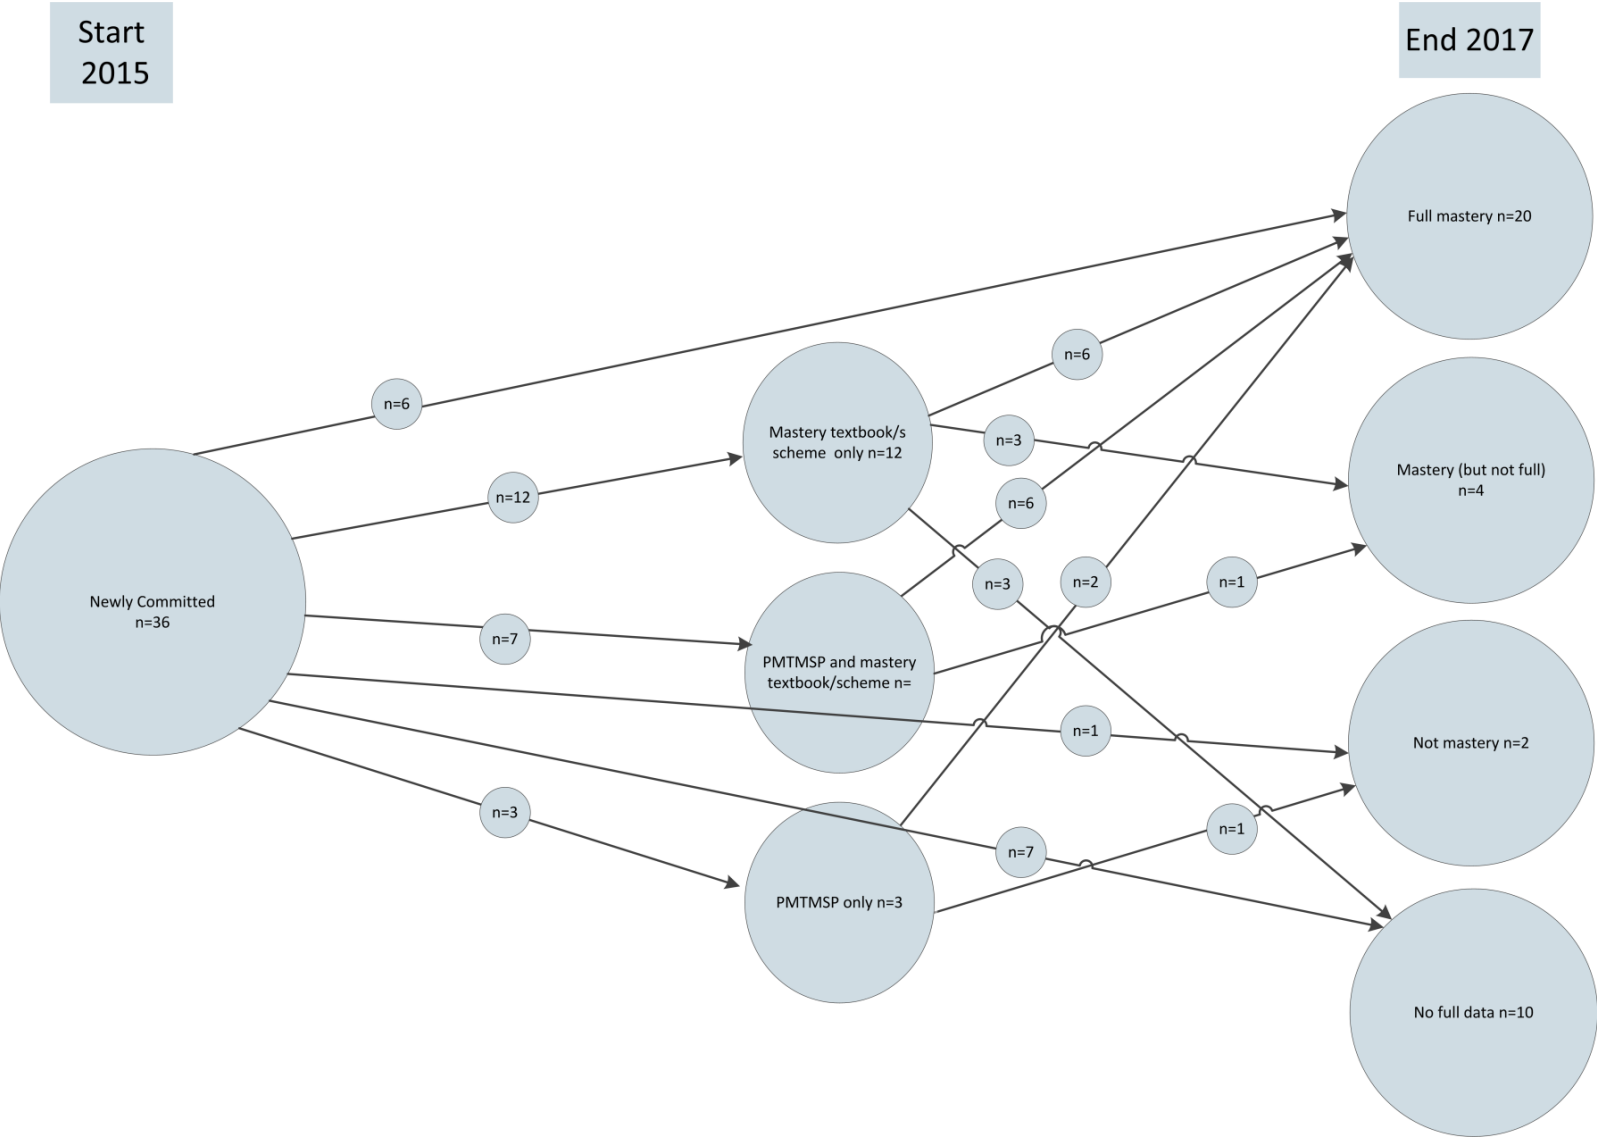 Start
2015
End 2017
Full mastery n=20
n=6
n=6
Mastery textbook/s
scheme only n=12
n=3
Mastery (but not full)
n=4
n=12
n=6
Newly Committed
n=36
n=3
n=2
n=1
n=7
PMTMSP and mastery
textbook/scheme n=
n=1
Not mastery n=2
n=3
n=1
n=7
PMTMSP only n=3
No full data n=10